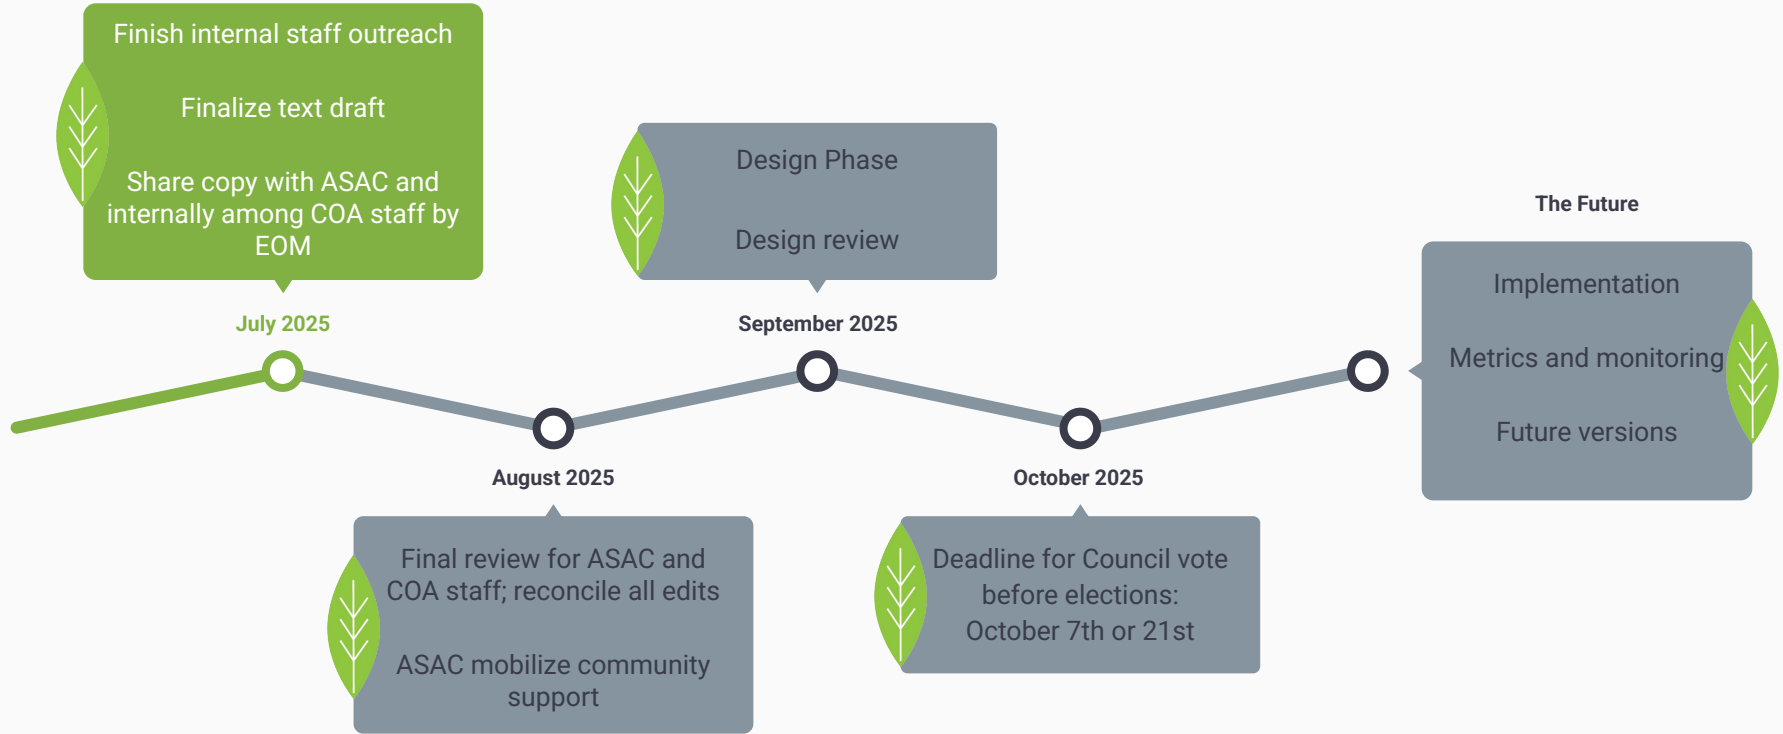 Finish internal staff outreach
Finalize text draft
Share copy with ASAC and
internally among COA staff by
EOM
July 2025
August 2025
Final review for ASAC and
COA staff; reconcile all edits
ASAC mobilize community
support
Design Phase
Design review
September 2025
October 2025
Deadline for Council vote
before elections:
October 7th or 21st
The Future
Implementation
Metrics and monitoring
Future versions